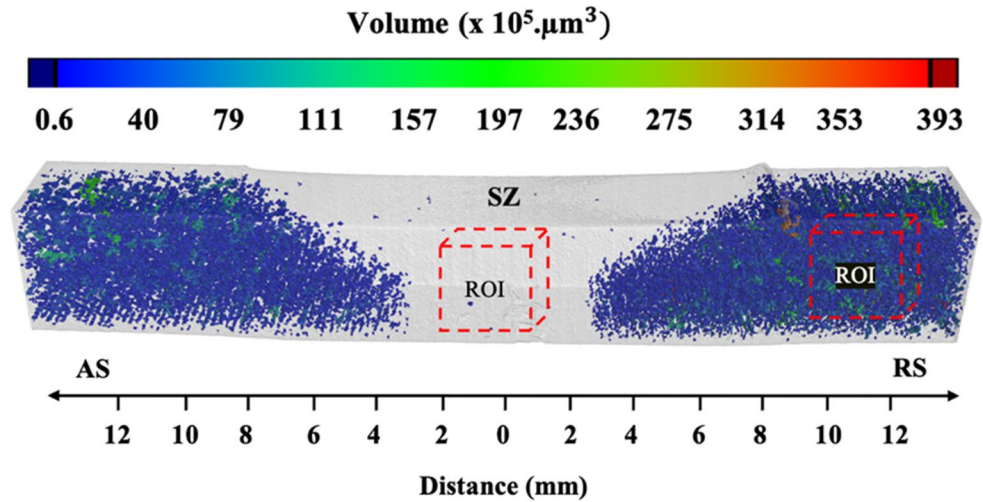 Volume (x 10⁵.μm³)
0.6 40 79 111 157 197 236 275 314 353 393
SZ
ROI
ROI
AS RS
12 10 8 6 4 2 0 2 4 6 8 10 12
Distance (mm)